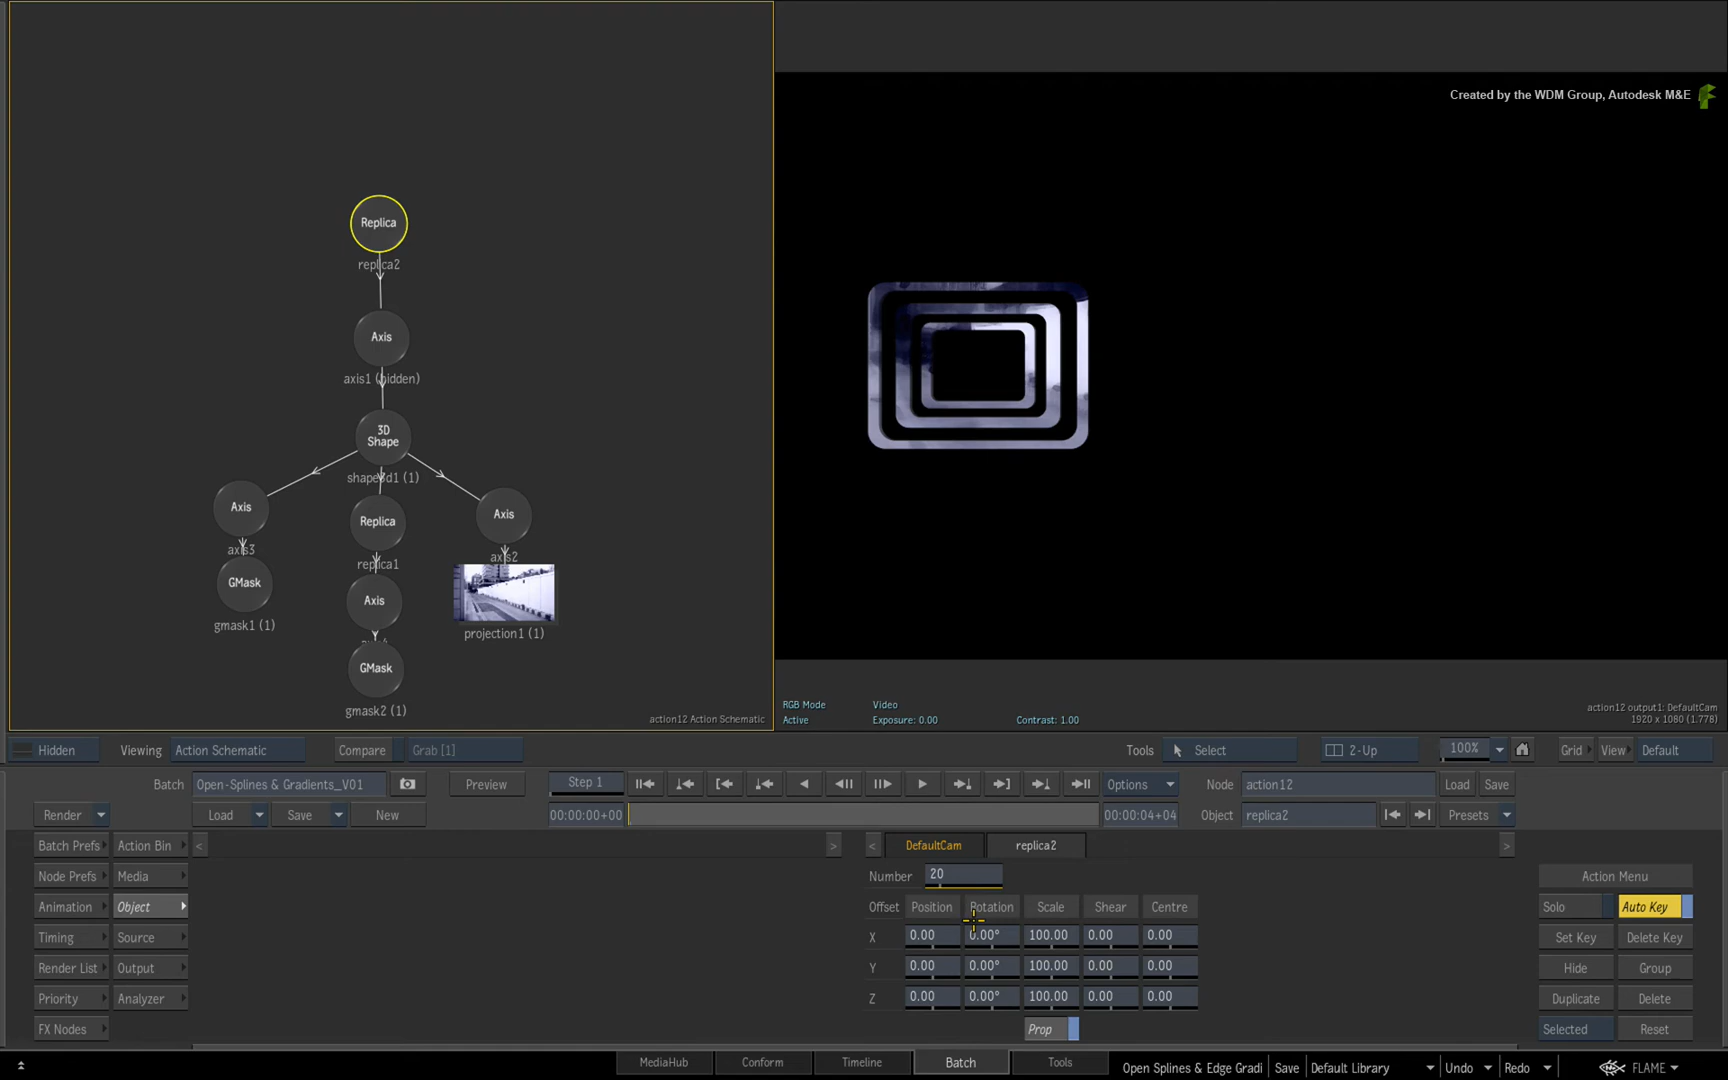 Created by the WDM Group, Autodesk M&E
Replica
replica2
Axis
axis1 (hidden)
3D
Shape
shape3d1 (1)
Axis
axis3
GMask
gmask1 (1)
Replica
replica1
Axis
GMask
gmask2 (1)
Axis
axis2
projection1 (1)
action12 Action Schematic
RGB Mode
Active
Video
Exposure: 0.00
Contrast: 1.00
action12 output1: DefaultCam
1920 x 1080 (1.778)
Hidden Viewing Action Schematic Compare Grab [1] Tools Select 2-Up 100% Grid View Default
Batch Open-Splines & Gradients_V01 Preview Step 1 Options Node action12 Load Save
Render Load Save New 00:00:00+00 00:00:04+04 Object replica2 Presets
Batch Prefs Action Bin < > < DefaultCam replica2 >
Node Prefs Media Number 20 Action Menu
Animation Object Offset Position Rotation Scale Shear Centre Solo Auto Key
Timing Source X 0.00 0.00° 100.00 0.00 0.00 Set Key Delete Key
Render List Output Y 0.00 0.00° 100.00 0.00 0.00 Hide Group
Priority Analyzer Z 0.00 0.00° 100.00 0.00 0.00 Duplicate Delete
FX Nodes Prop Selected Reset
MediaHub Conform Timeline Batch Tools Open Splines & Edge Gradi Save Default Library Undo Redo FLAME